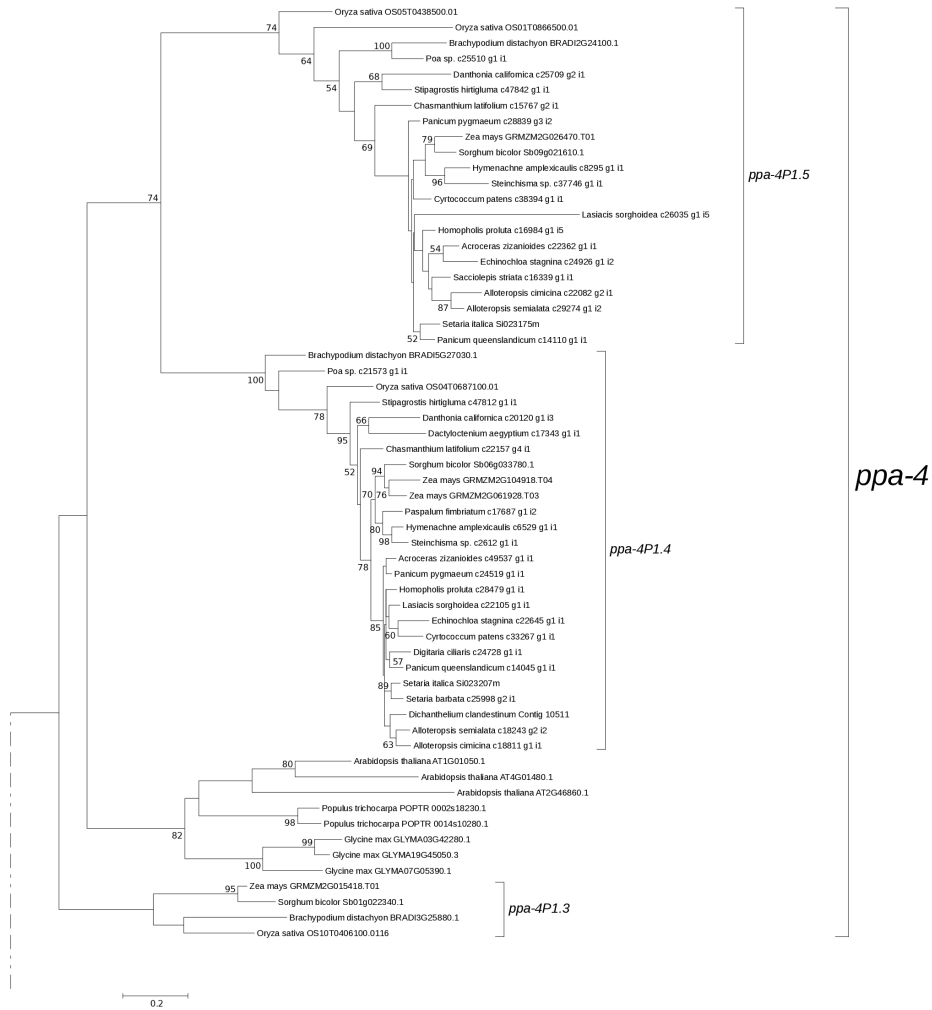 Oryza sativa OS05T0438500.01
74
Oryza sativa OS01T0866500.01
64
Brachypodium distachyon BRADI2G24100.1
100
Poa sp. c25510 g1 i1
54
Danthonia californica c25709 g2 i1
68
Stipagrostis hirtigluma c47842 g1 i1
Chasmanthium latifolium c15767 g2 i1
69
Panicum pygmaeum c28839 g3 i2
Zea mays GRMZM2G026470.T01
79
Sorghum bicolor Sb09g021610.1
Hymenachne amplexicaulis c8295 g1 i1
96
Steinchisma sp. c37746 g1 i1
ppa-4P1.5
74
Cyrtococcum patens c38394 g1 i1
Lasiacis sorghoidea c26035 g1 i5
Homopholis proluta c16984 g1 i5
Acroceras zizanioides c22362 g1 i1
54
Echinochloa stagnina c24926 g1 i2
Sacciolepis striata c16339 g1 i1
Alloteropsis cimicina c22082 g2 i1
87
Alloteropsis semialata c29274 g1 i2
Setaria italica Si023175m
52
Panicum queenslandicum c14110 g1 i1
Brachypodium distachyon BRADI5G27030.1
100
Poa sp. c21573 g1 i1
Oryza sativa OS04T0687100.01
78
Stipagrostis hirtigluma c47812 g1 i1
95
Danthonia californica c20120 g1 i3
66
Dactyloctenium aegyptium c17343 g1 i1
Chasmanthium latifolium c22157 g4 i1
52
Sorghum bicolor Sb06g033780.1
94
Zea mays GRMZM2G104918.T04
ppa-4
70 76
Zea mays GRMZM2G061928.T03
Paspalum fimbriatum c17687 g1 i2
80
Hymenachne amplexicaulis c6529 g1 i1
98
Steinchisma sp. c2612 g1 i1
ppa-4P1.4
Acroceras zizanioides c49537 g1 i1
78
Panicum pygmaeum c24519 g1 i1
Homopholis proluta c28479 g1 i1
Lasiacis sorghoidea c22105 g1 i1
Echinochloa stagnina c22645 g1 i1
85
60
Cyrtococcum patens c33267 g1 i1
Digitaria ciliaris c24728 g1 i1
57
Panicum queenslandicum c14045 g1 i1
Setaria italica Si023207m
89
Setaria barbata c25998 g2 i1
Dichanthelium clandestinum Contig 10511
Alloteropsis semialata c18243 g2 i2
63
Alloteropsis cimicina c18811 g1 i1
Arabidopsis thaliana AT1G01050.1
80
Arabidopsis thaliana AT4G01480.1
Arabidopsis thaliana AT2G46860.1
Populus trichocarpa POPTR 0002s18230.1
98
Populus trichocarpa POPTR 0014s10280.1
82
Glycine max GLYMA03G42280.1
99
Glycine max GLYMA19G45050.3
100
Glycine max GLYMA07G05390.1
Zea mays GRMZM2G015418.T01
95
Sorghum bicolor Sb01g022340.1
ppa-4P1.3
Brachypodium distachyon BRADI3G25880.1
Oryza sativa OS10T0406100.0116
0.2